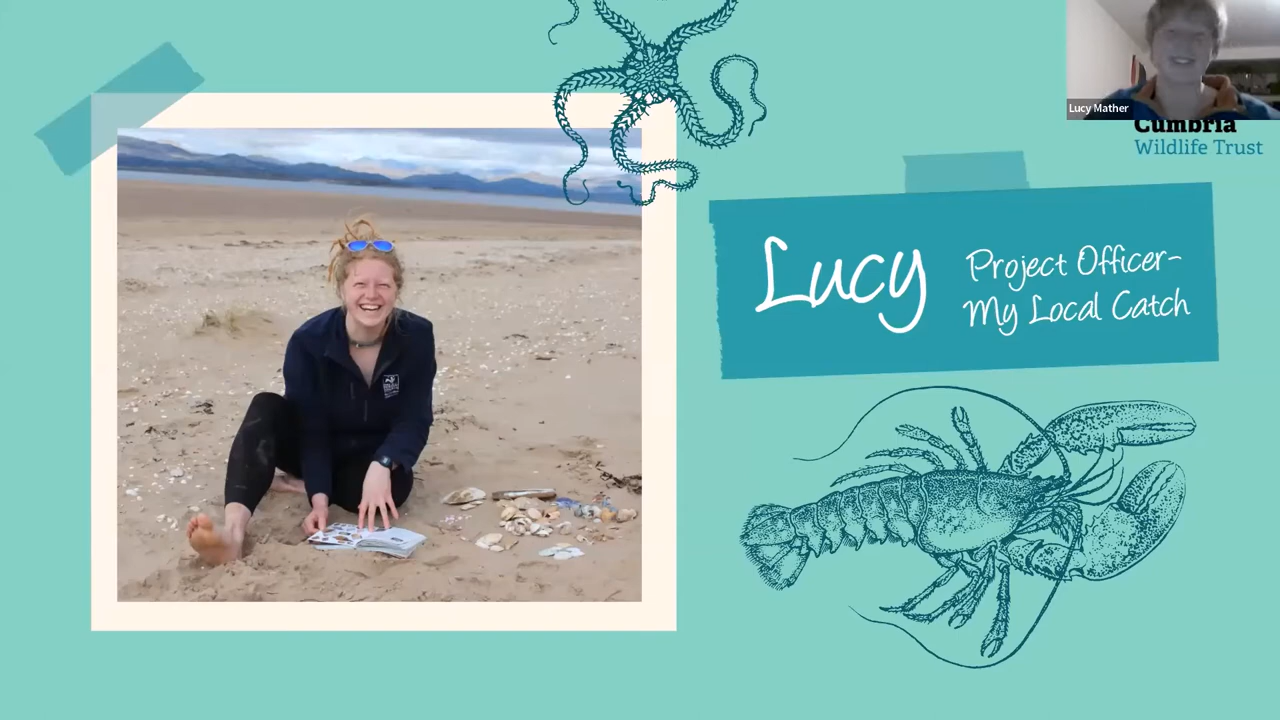 Lucy Mather
Cumbria
Wildlife Trust
Lucy
Project Officer-
My Local Catch